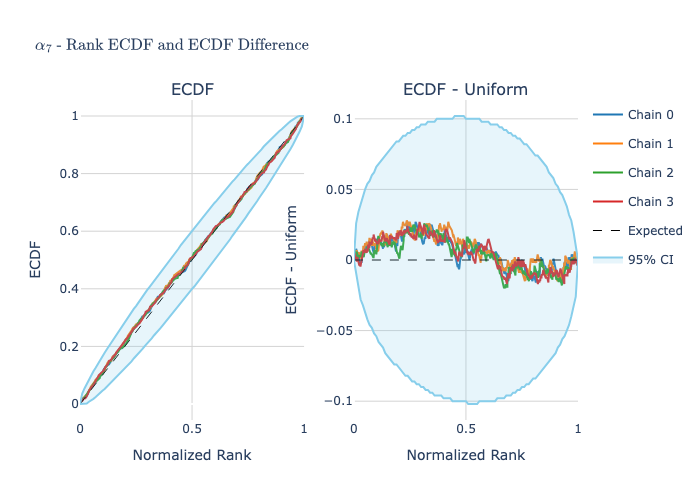 α₇ - Rank ECDF and ECDF Difference
ECDF
ECDF - Uniform
1
0.8
0.6
0.4
0.2
0
0
0.5
1
ECDF
Normalized Rank
0.1
0.05
0
−0.05
−0.1
0
0.5
1
ECDF - Uniform
Normalized Rank
Chain 0
Chain 1
Chain 2
Chain 3
Expected
95% CI